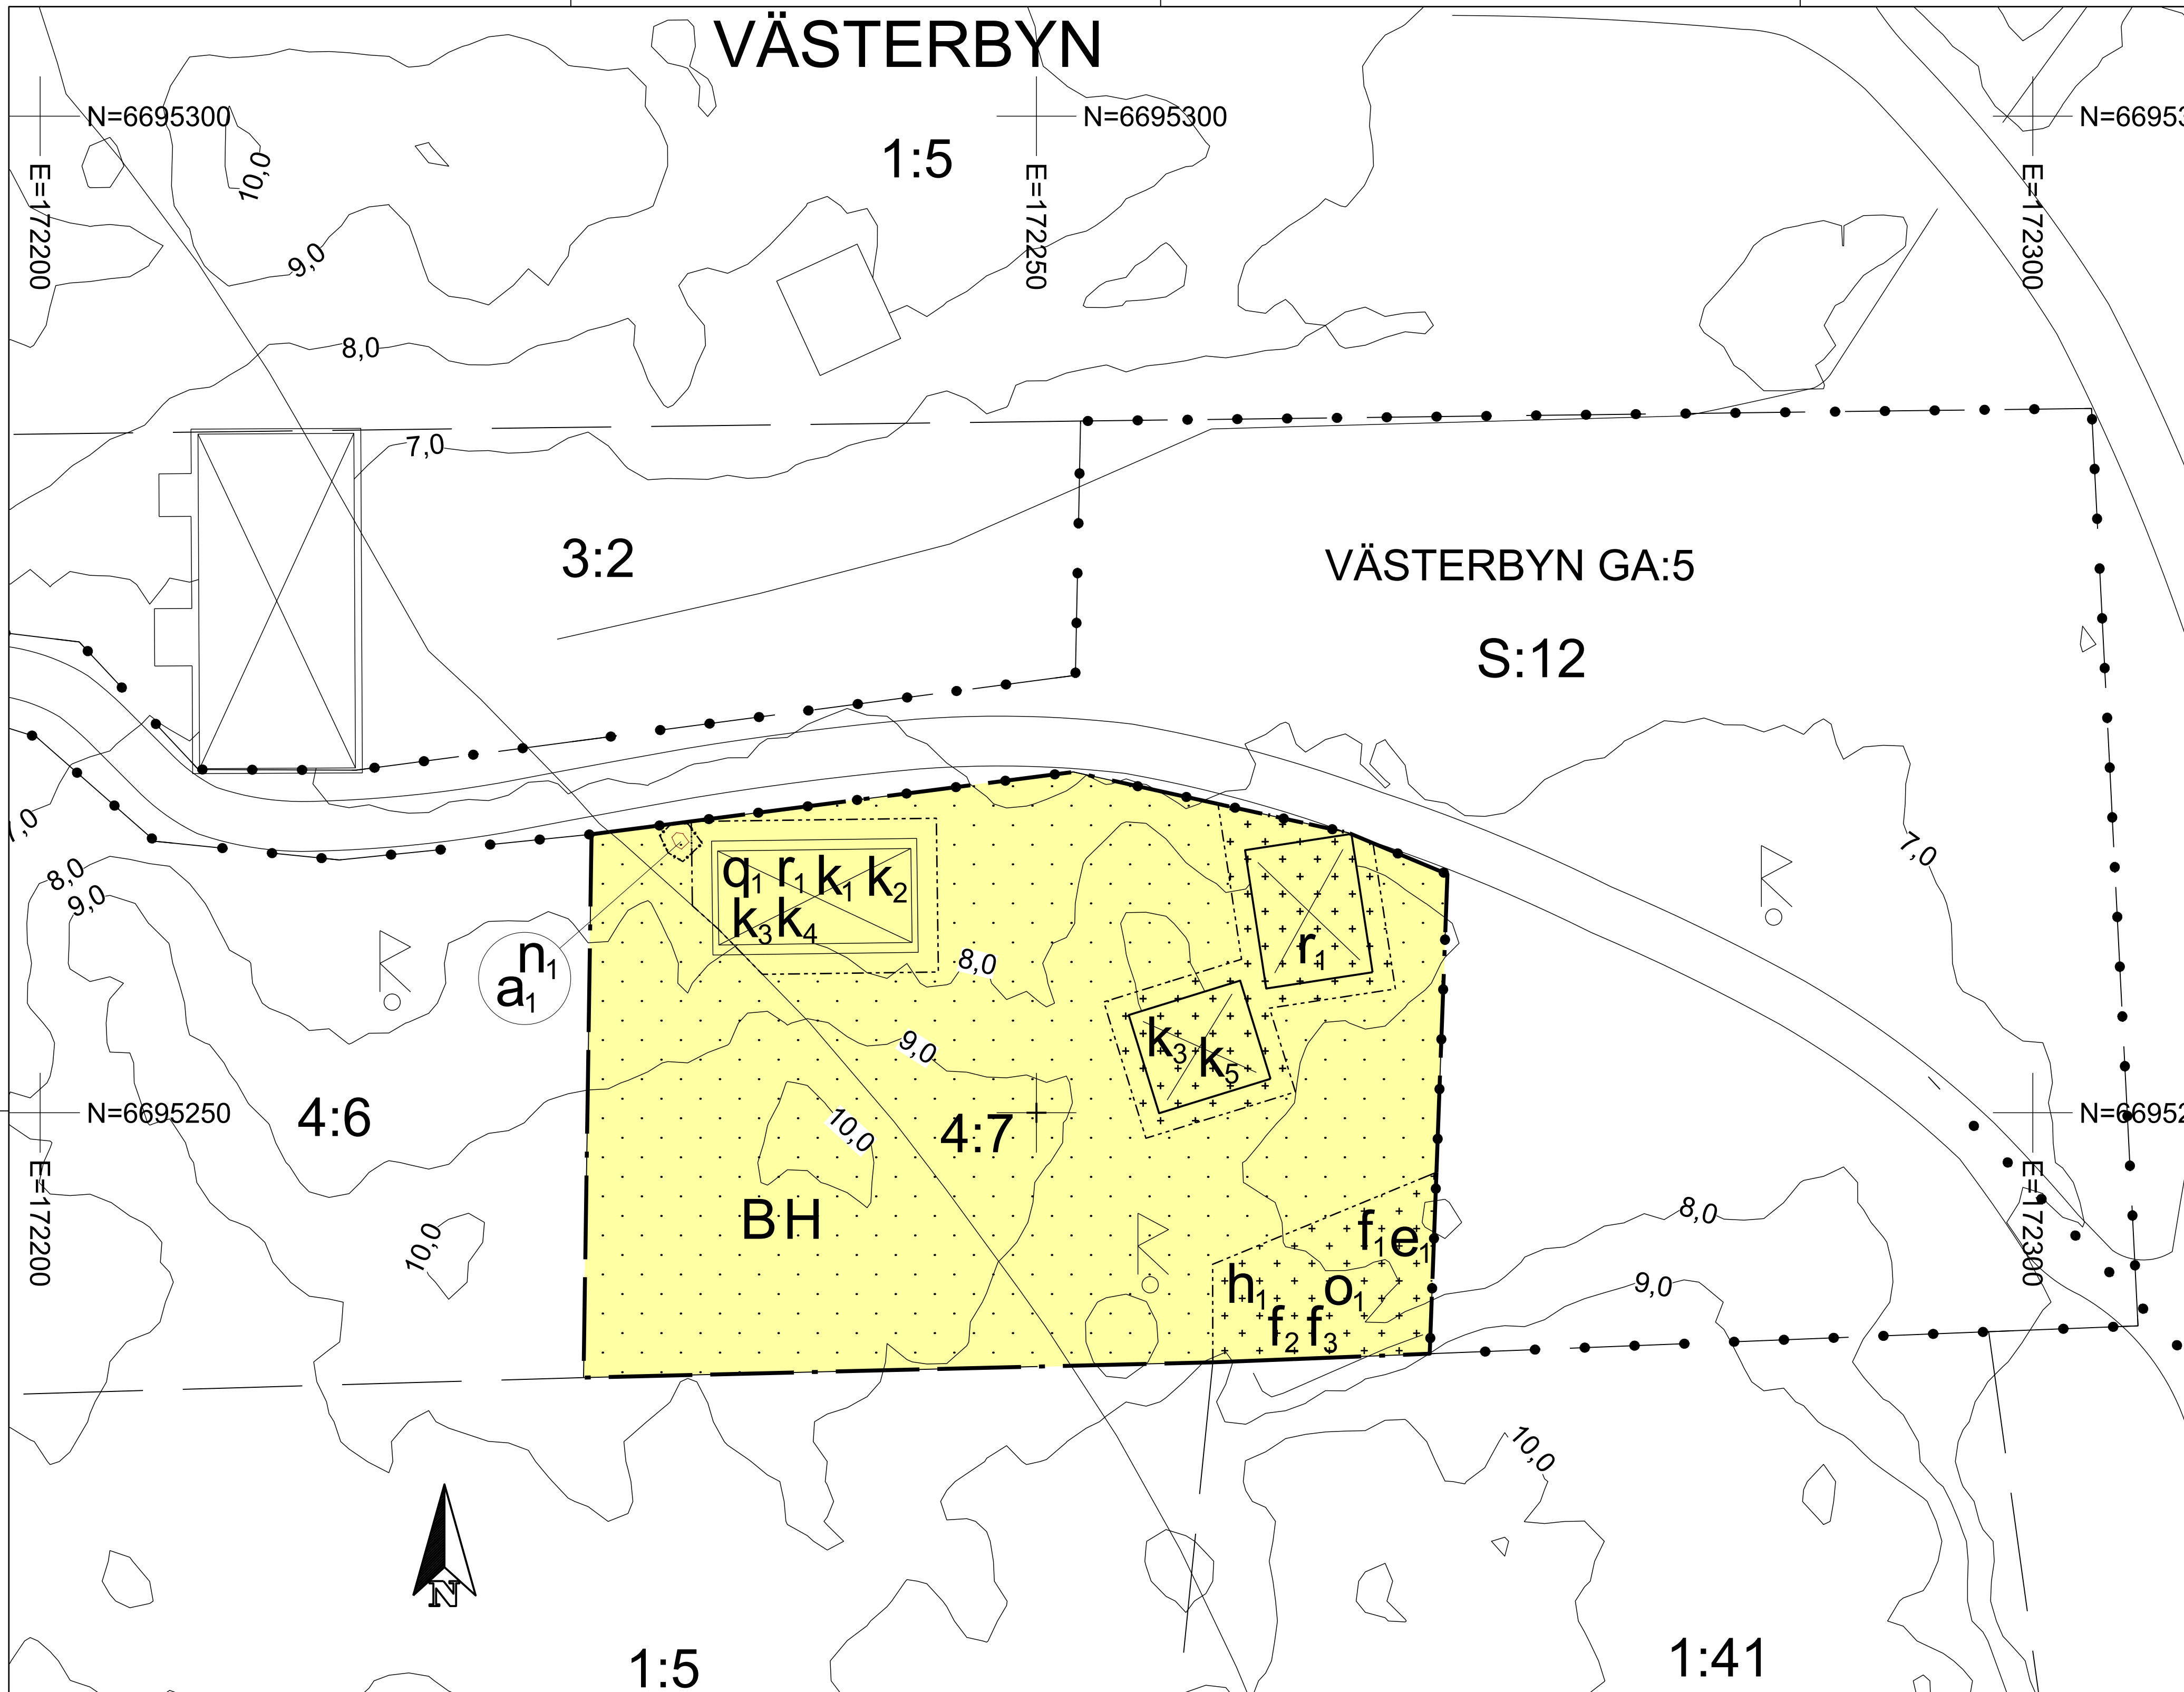 VÄSTERBYN
N=6695300
N=6695300
N=66953
1:5
E=172200
E=172250
E=172300
10,0
9,0
8,0
7,0
3:2
VÄSTERBYN GA:5
S:12
7,0
8,0
9,0
7,0
q1 r1 k1 k2
k3 k4
r1
n1
a1
8,0
9,0
k3 k5
N=6695250
4:6
10,0
4:7
N=66952
E=172200
E=172300
10,0
BH
8,0
9,0
f1 e1
h1 o1
f2 f3
10,0
N
1:5
1:41